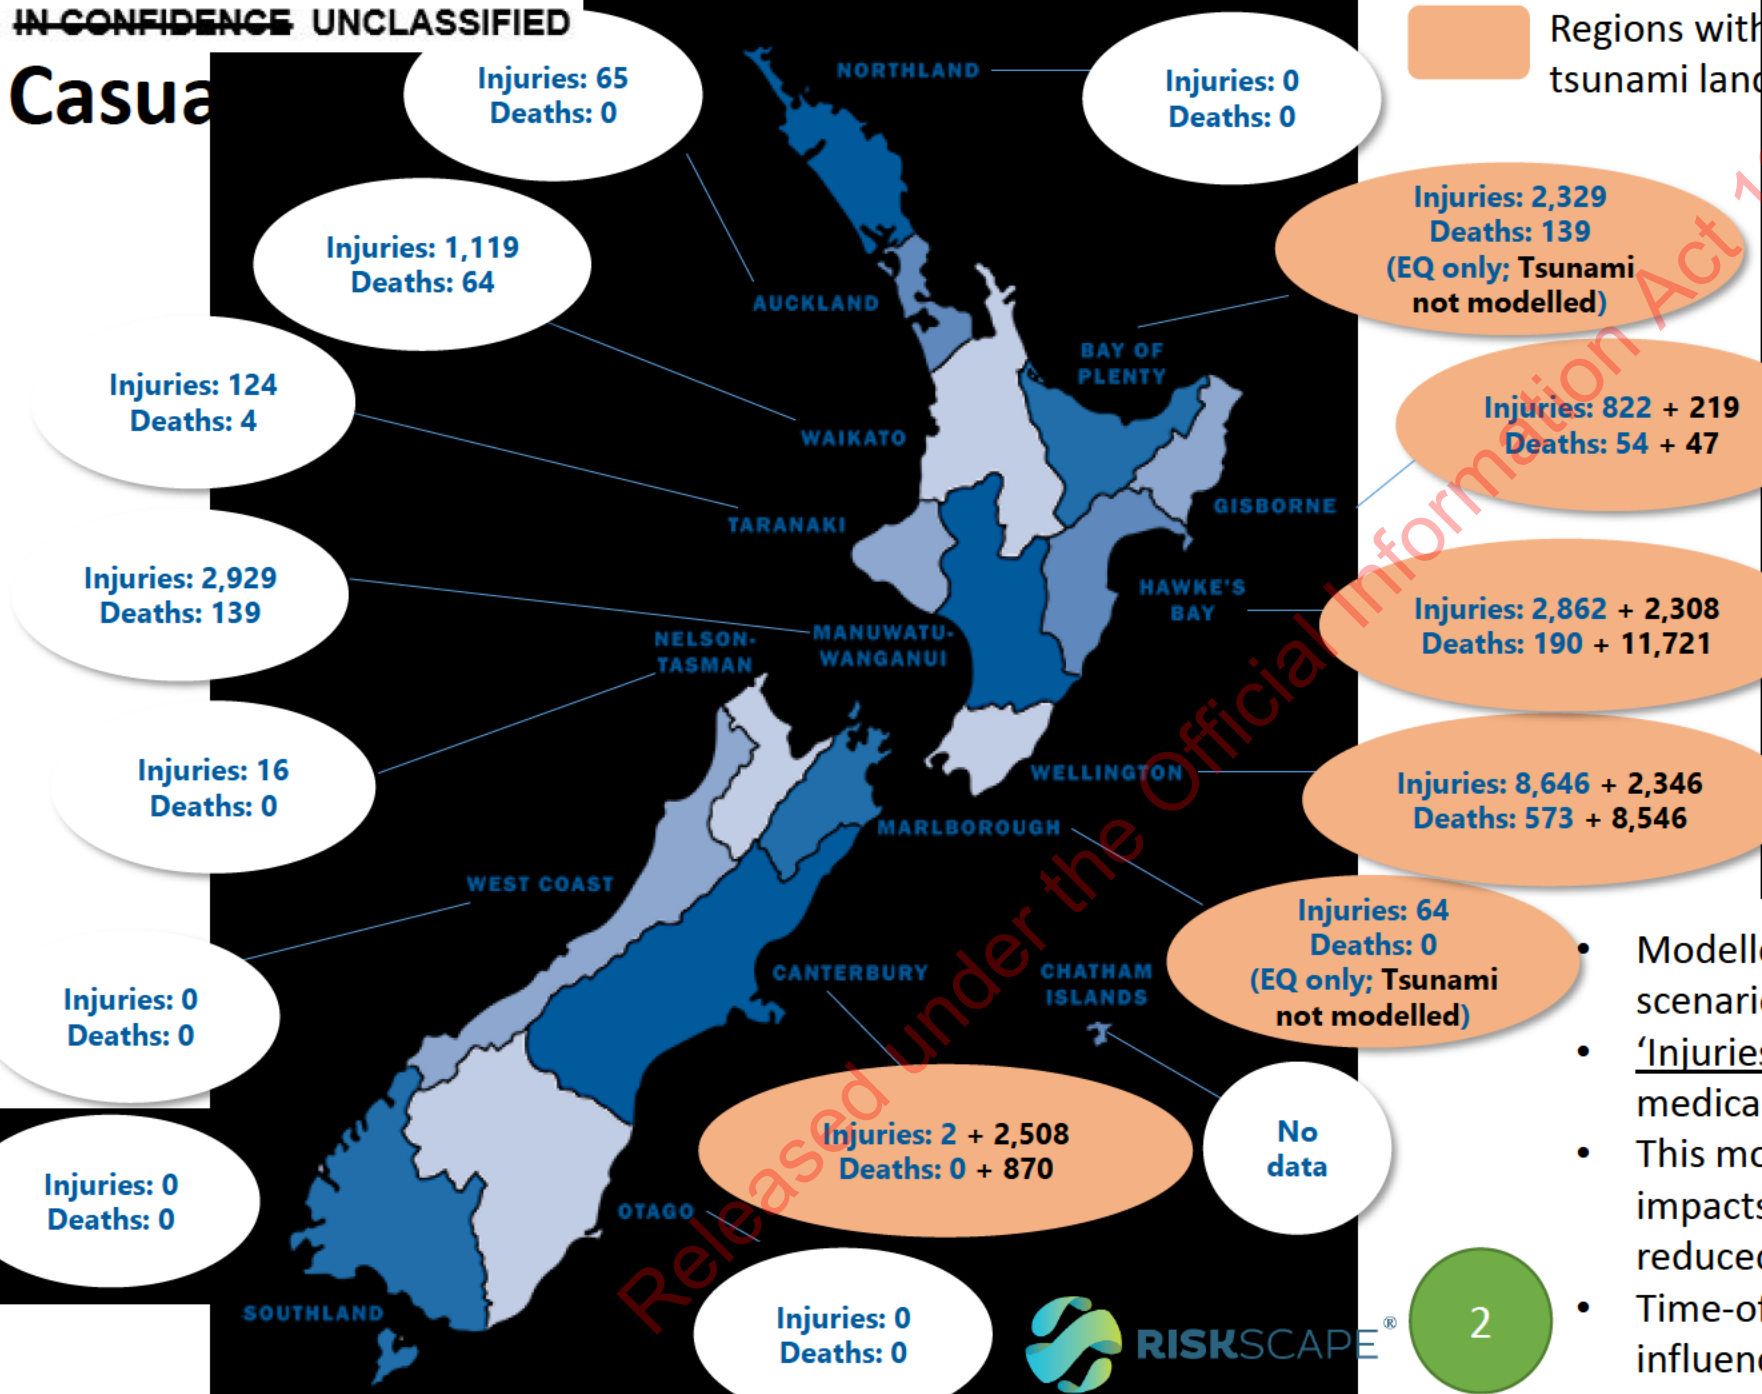 IN CONFIDENCE UNCLASSIFIED
Casua
Injuries: 65
Deaths: 0
NORTHLAND
Injuries: 0
Deaths: 0
Regions with
tsunami land
Injuries: 1,119
Deaths: 64
AUCKLAND
Injuries: 2,329
Deaths: 139
(EQ only; Tsunami
not modelled)
BAY OF
PLENTY
Injuries: 124
Deaths: 4
WAIKATO
Injuries: 822 + 219
Deaths: 54 + 47
TARANAKI
GISBORNE
Injuries: 2,929
Deaths: 139
HAWKE'S
BAY
Injuries: 2,862 + 2,308
Deaths: 190 + 11,721
NELSON-
TASMAN
MANUWATU-
WANGANUI
Injuries: 16
Deaths: 0
WELLINGTON
Injuries: 8,646 + 2,346
Deaths: 573 + 8,546
MARLBOROUGH
WEST COAST
Injuries: 64
Deaths: 0
(EQ only; Tsunami
not modelled)
Injuries: 0
Deaths: 0
CANTERBURY
CHATHAM
ISLANDS
Injuries: 2 + 2,508
Deaths: 0 + 870
No
data
Injuries: 0
Deaths: 0
OTAGO
SOUTHLAND
Injuries: 0
Deaths: 0
RISKSCAPE®
2
• Modelle
scenari
• ‘Injuries
medica
• This mo
impacts
reduced
• Time-of
influen
Released under the Official Information Act 1